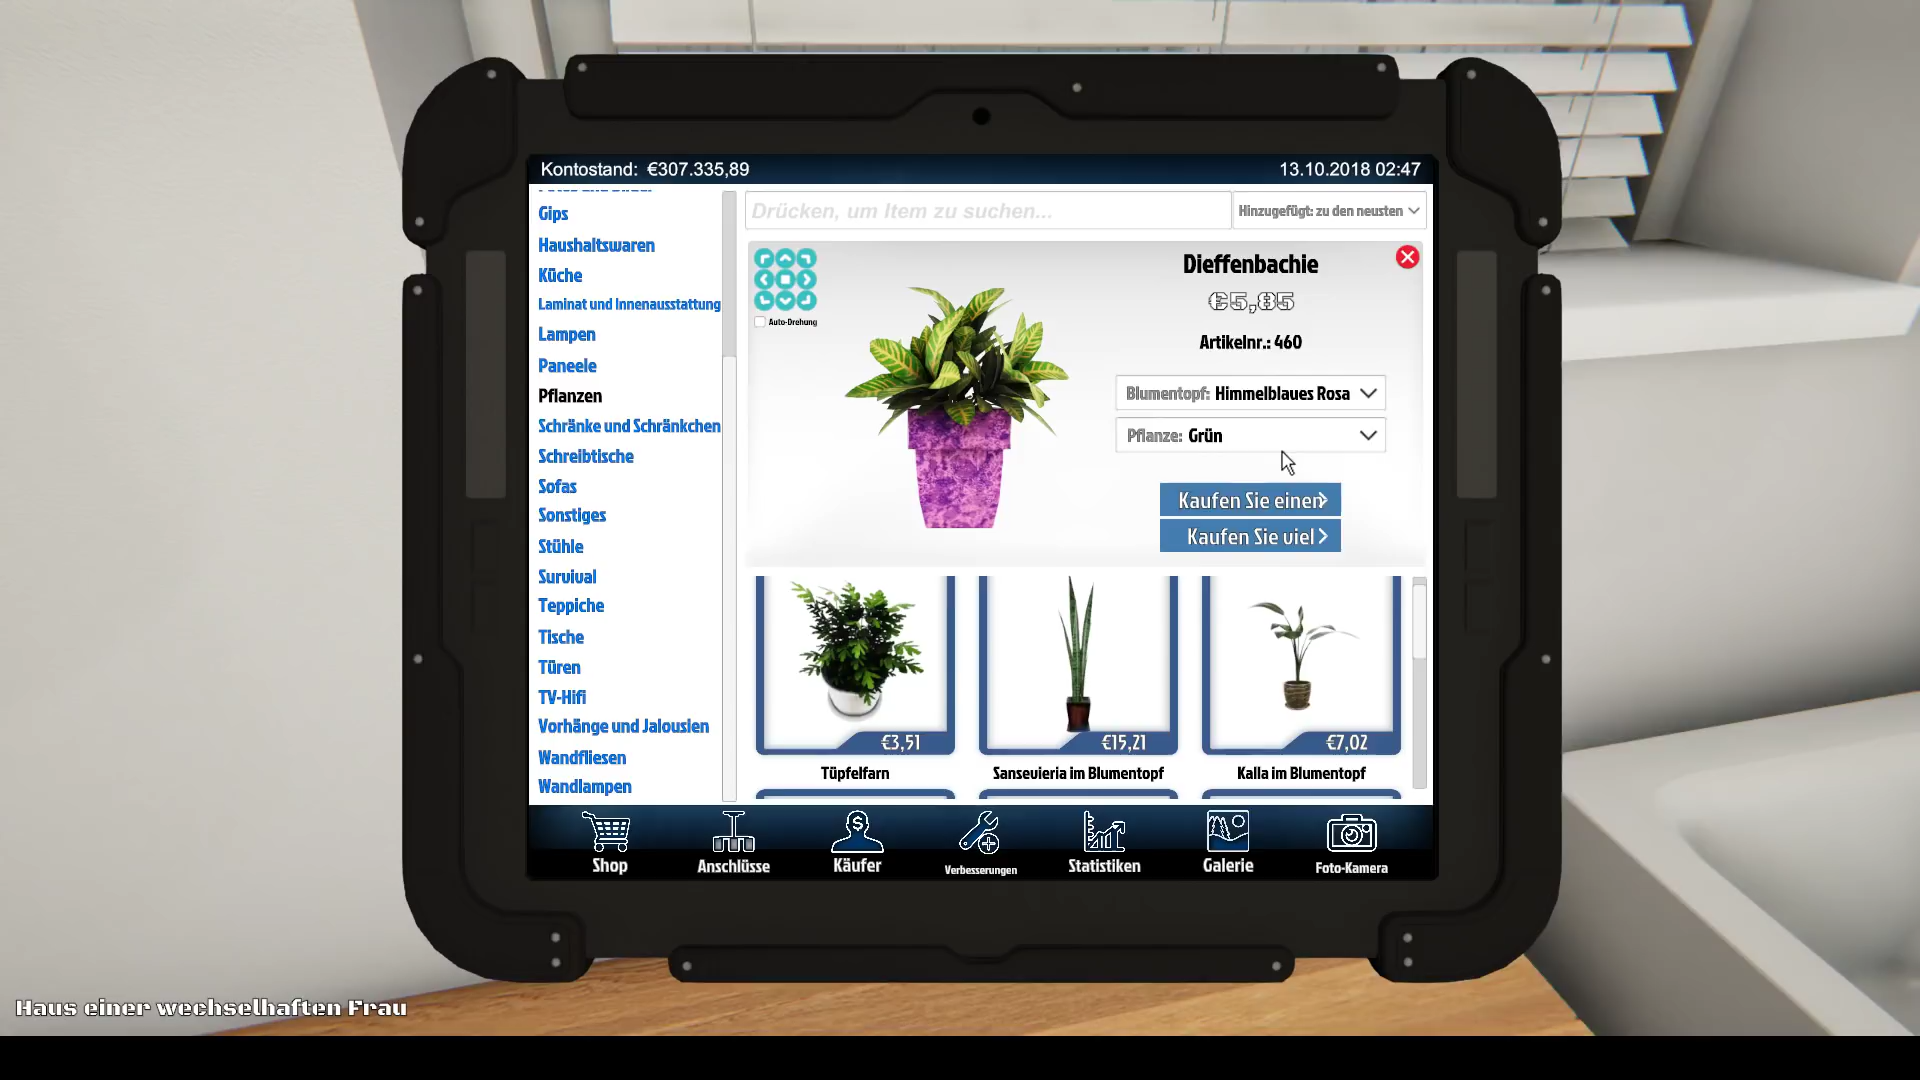 Kontostand: €307.335,89
13.10.2018 02:47
Gips
Haushaltswaren
Küche
Laminat und Innenausstattung
Lampen
Paneele
Pflanzen
Schränke und Schränkchen
Schreibtische
Sofas
Sonstiges
Stühle
Survival
Teppiche
Tische
Türen
TV-Hifi
Vorhänge und Jalousien
Wandfliesen
Wandlampen
Drücken, um Item zu suchen...
Hinzugefügt: zu den neusten
Auto-Drehung
Dieffenbachie
€5,85
Artikelnr.: 460
Blumentopf: Himmelblaues Rosa
Pflanze: Grün
Kaufen Sie einen
Kaufen Sie viel
€3,51
€15,21
€7,02
Tüpfelfarn
Sansevieria im Blumentopf
Kalla im Blumentopf
Shop
Anschlüsse
Käufer
Verbesserungen
Statistiken
Galerie
Foto-Kamera
Haus einer wechselhaften Frau